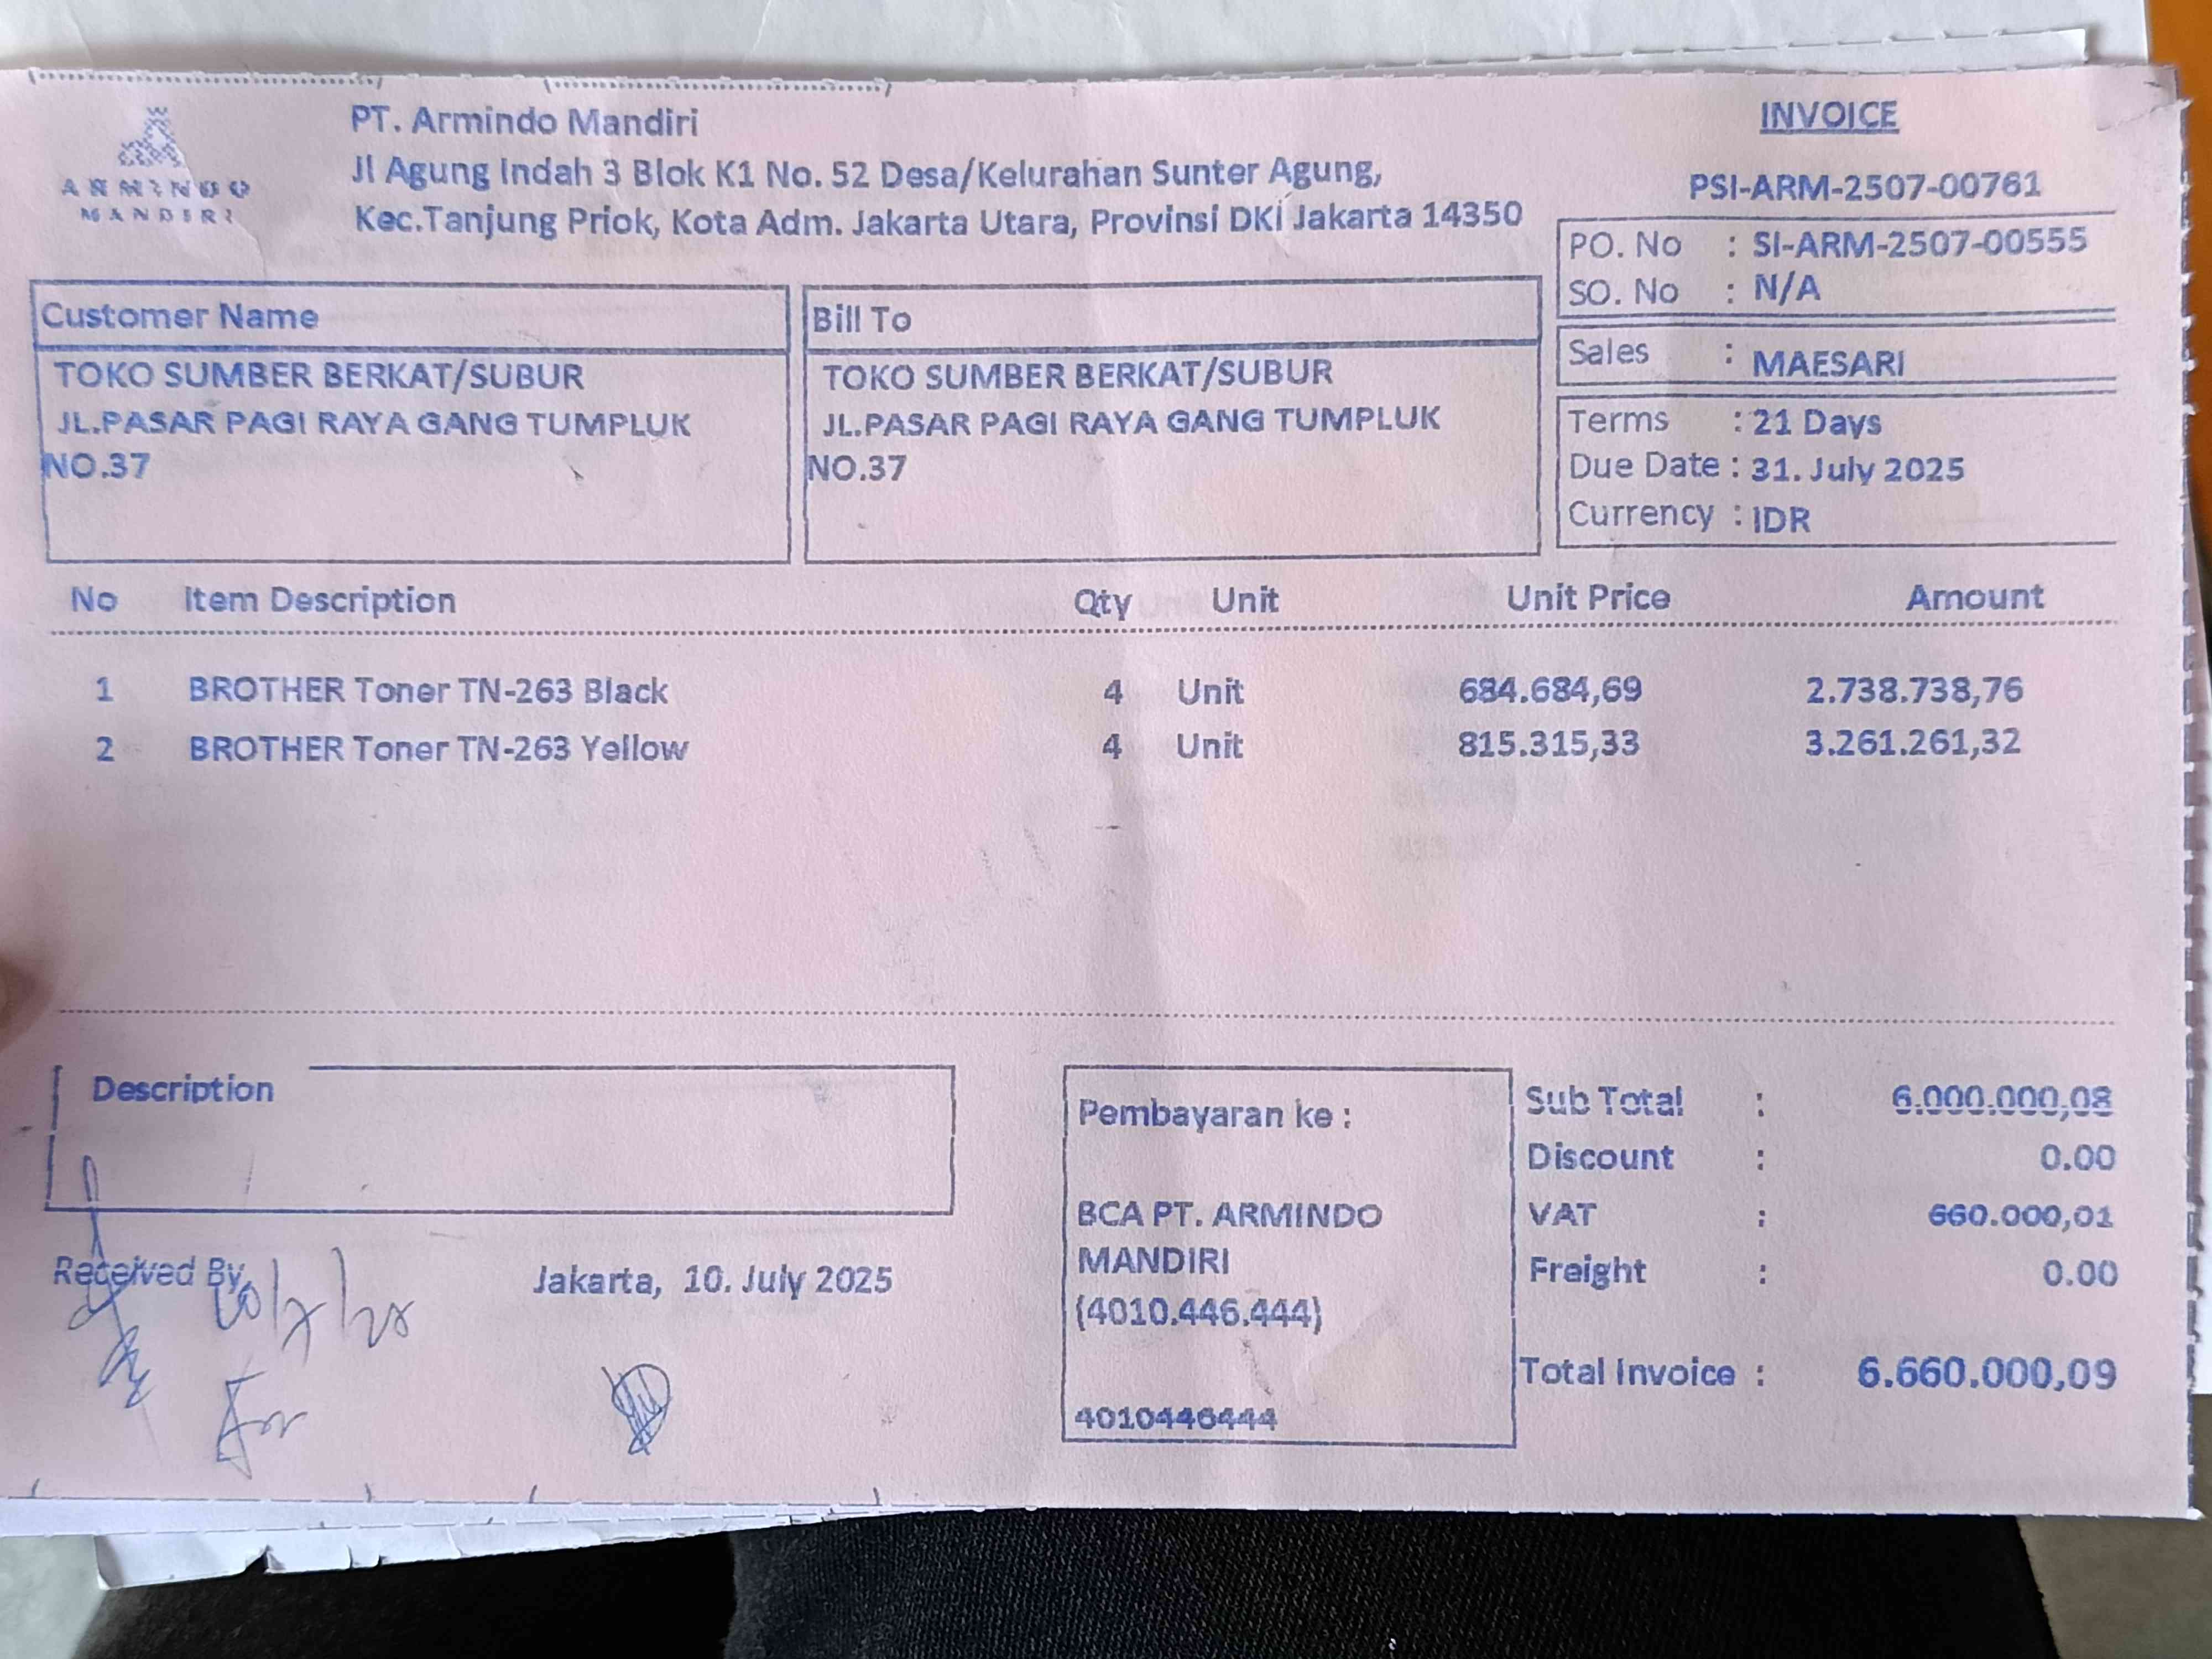 ARMINDO
MANDIRI
PT. Armindo Mandiri
Jl Agung Indah 3 Blok K1 No. 52 Desa/Kelurahan Sunter Agung,
Kec.Tanjung Priok, Kota Adm. Jakarta Utara, Provinsi DKI Jakarta 14350
INVOICE
PSI-ARM-2507-00761
PO. No : SI-ARM-2507-00555
SO. No : N/A
Sales : MAESARI
Terms : 21 Days
Due Date : 31. July 2025
Currency : IDR
Customer Name
TOKO SUMBER BERKAT/SUBUR
JL.PASAR PAGI RAYA GANG TUMPLUK
NO.37
Bill To
TOKO SUMBER BERKAT/SUBUR
JL.PASAR PAGI RAYA GANG TUMPLUK
NO.37
No Item Description Qty Unit Unit Price Amount
1 BROTHER Toner TN-263 Black 4 Unit 684.684,69 2.738.738,76
2 BROTHER Toner TN-263 Yellow 4 Unit 815.315,33 3.261.261,32
Description
Received By
Jakarta, 10. July 2025
Pembayaran ke :
BCA PT. ARMINDO
MANDIRI
(4010.446.444)
4010446444
Sub Total : 6.000.000,08
Discount : 0.00
VAT : 660.000,01
Freight : 0.00
Total Invoice : 6.660.000,09